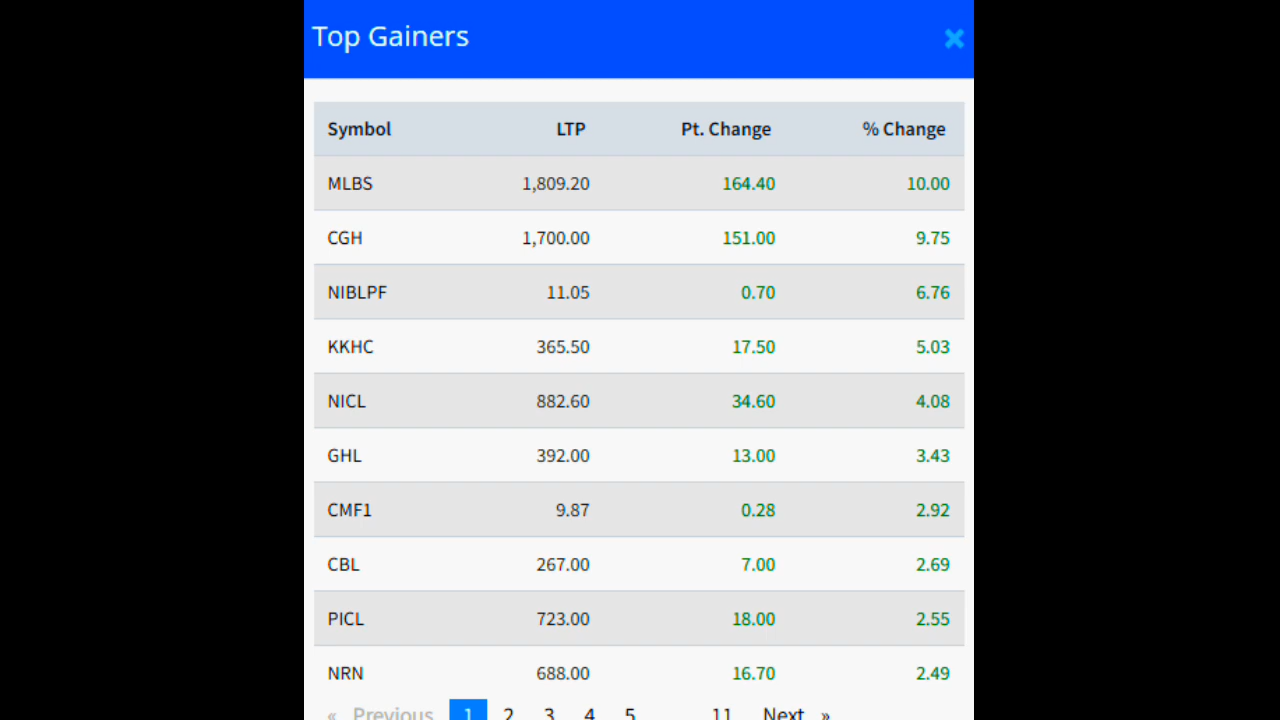 Top Gainers ×
Symbol LTP Pt. Change % Change
MLBS 1,809.20 164.40 10.00
CGH 1,700.00 151.00 9.75
NIBLPF 11.05 0.70 6.76
KKHC 365.50 17.50 5.03
NICL 882.60 34.60 4.08
GHL 392.00 13.00 3.43
CMF1 9.87 0.28 2.92
CBL 267.00 7.00 2.69
PICL 723.00 18.00 2.55
NRN 688.00 16.70 2.49
« Previous 1 2 3 4 5 11 Next »